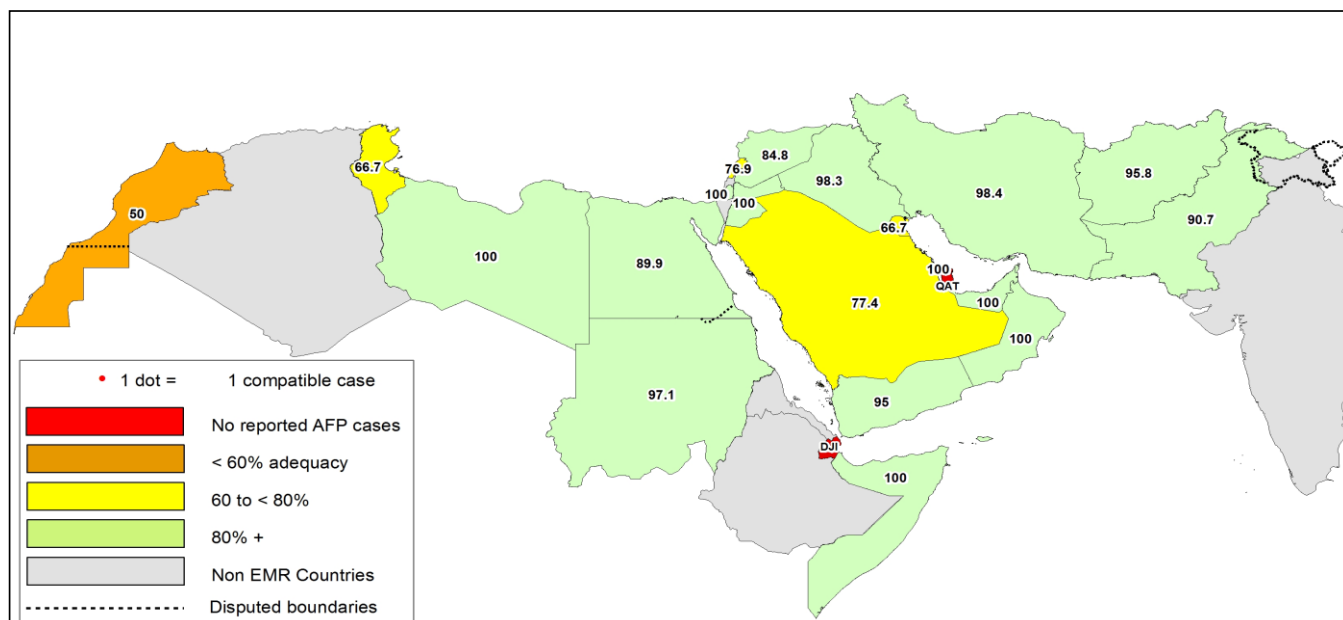 84.8
76.9
66.7
95.8
98.3
98.4
100
100
50
90.7
66.7
100
89.9
100
QAT
77.4
100
100
97.1
95
DJI
100
1 dot = 1 compatible case
No reported AFP cases
< 60% adequacy
60 to < 80%
80% +
Non EMR Countries
Disputed boundaries